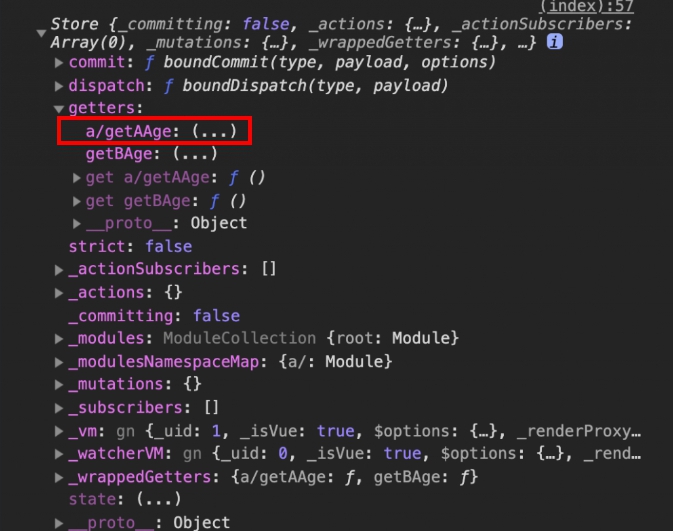 (index):57
Store {_committing: false, _actions: {…}, _actionSubscribers:
Array(0), _mutations: {…}, _wrappedGetters: {…}, …} i
commit: ƒ boundCommit(type, payload, options)
dispatch: ƒ boundDispatch(type, payload)
getters:
a/getAAge: (...)
getBAge: (...)
get a/getAAge: ƒ ()
get getBAge: ƒ ()
__proto__: Object
strict: false
_actionSubscribers: []
_actions: {}
_committing: false
_modules: ModuleCollection {root: Module}
_modulesNamespaceMap: {a/: Module}
_mutations: {}
_subscribers: []
_vm: gn {_uid: 1, _isVue: true, $options: {…}, _renderProxy…
_watcherVM: gn {_uid: 0, _isVue: true, $options: {…}, _rend…
_wrappedGetters: {a/getAAge: ƒ, getBAge: ƒ}
state: (...)
__proto__: Object